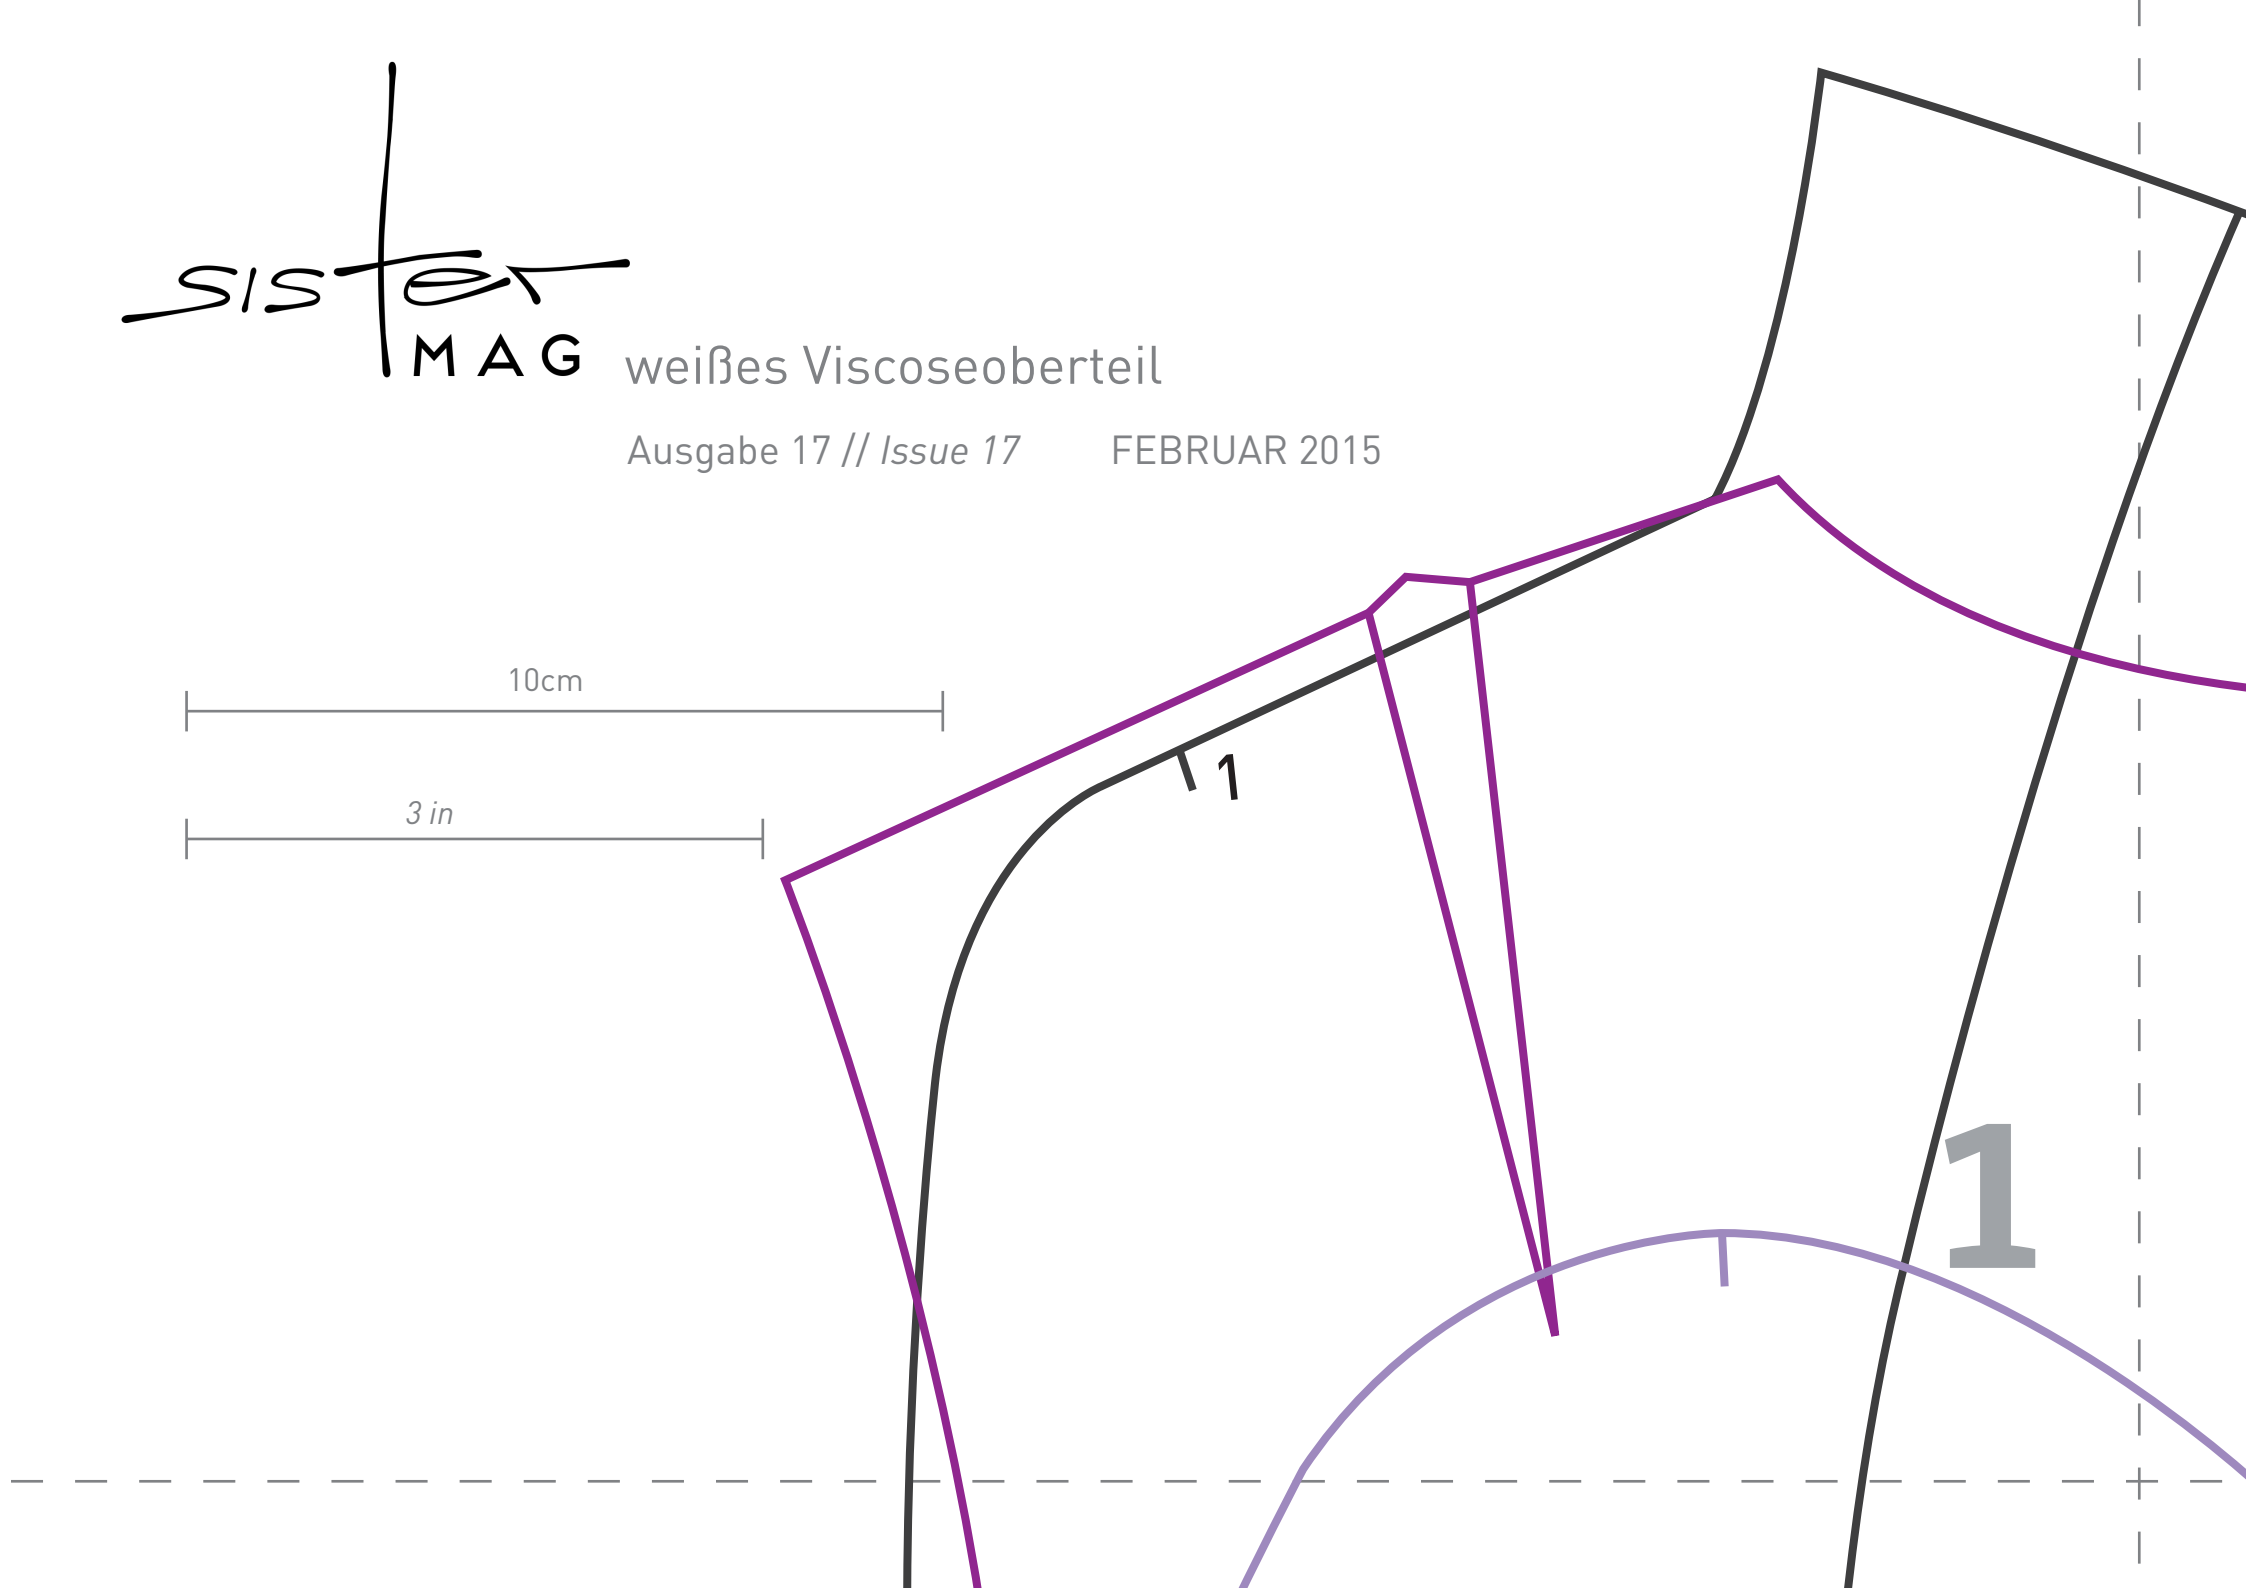 sister
MAG
weißes Viscoseoberteil
Ausgabe 17 // Issue 17 FEBRUAR 2015
10cm
1
3 in
1